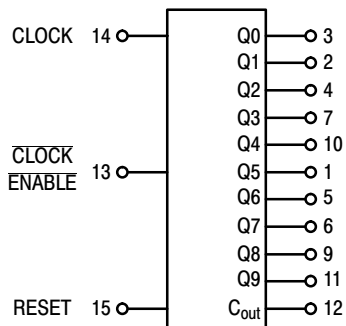 CLOCK 14 Q0 3
Q1 2
Q2 4
Q3 7
Q4 10
CLOCK
ENABLE 13 Q5 1
Q6 5
Q7 6
Q8 9
Q9 11
RESET 15 Cout 12